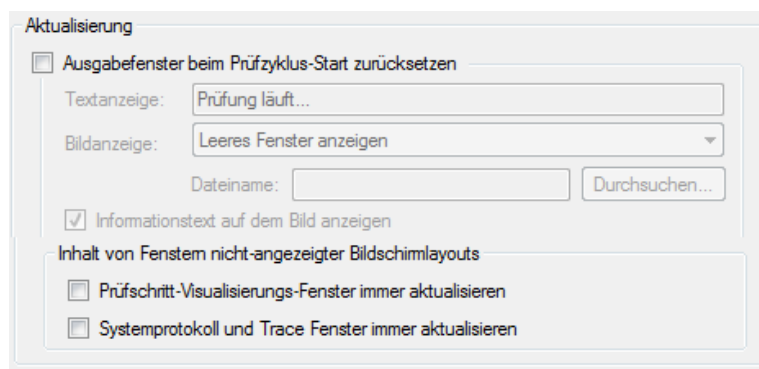 Aktualisierung
Ausgabefenster beim Prüfzyklus-Start zurücksetzen
Textanzeige: Prüfung läuft...
Bildanzeige: Leeres Fenster anzeigen
Dateiname: Durchsuchen...
Informationstext auf dem Bild anzeigen
Inhalt von Fenstern nicht-angezeigter Bildschirmlayouts
Prüfschritt-Visualisierungs-Fenster immer aktualisieren
Systemprotokoll und Trace Fenster immer aktualisieren